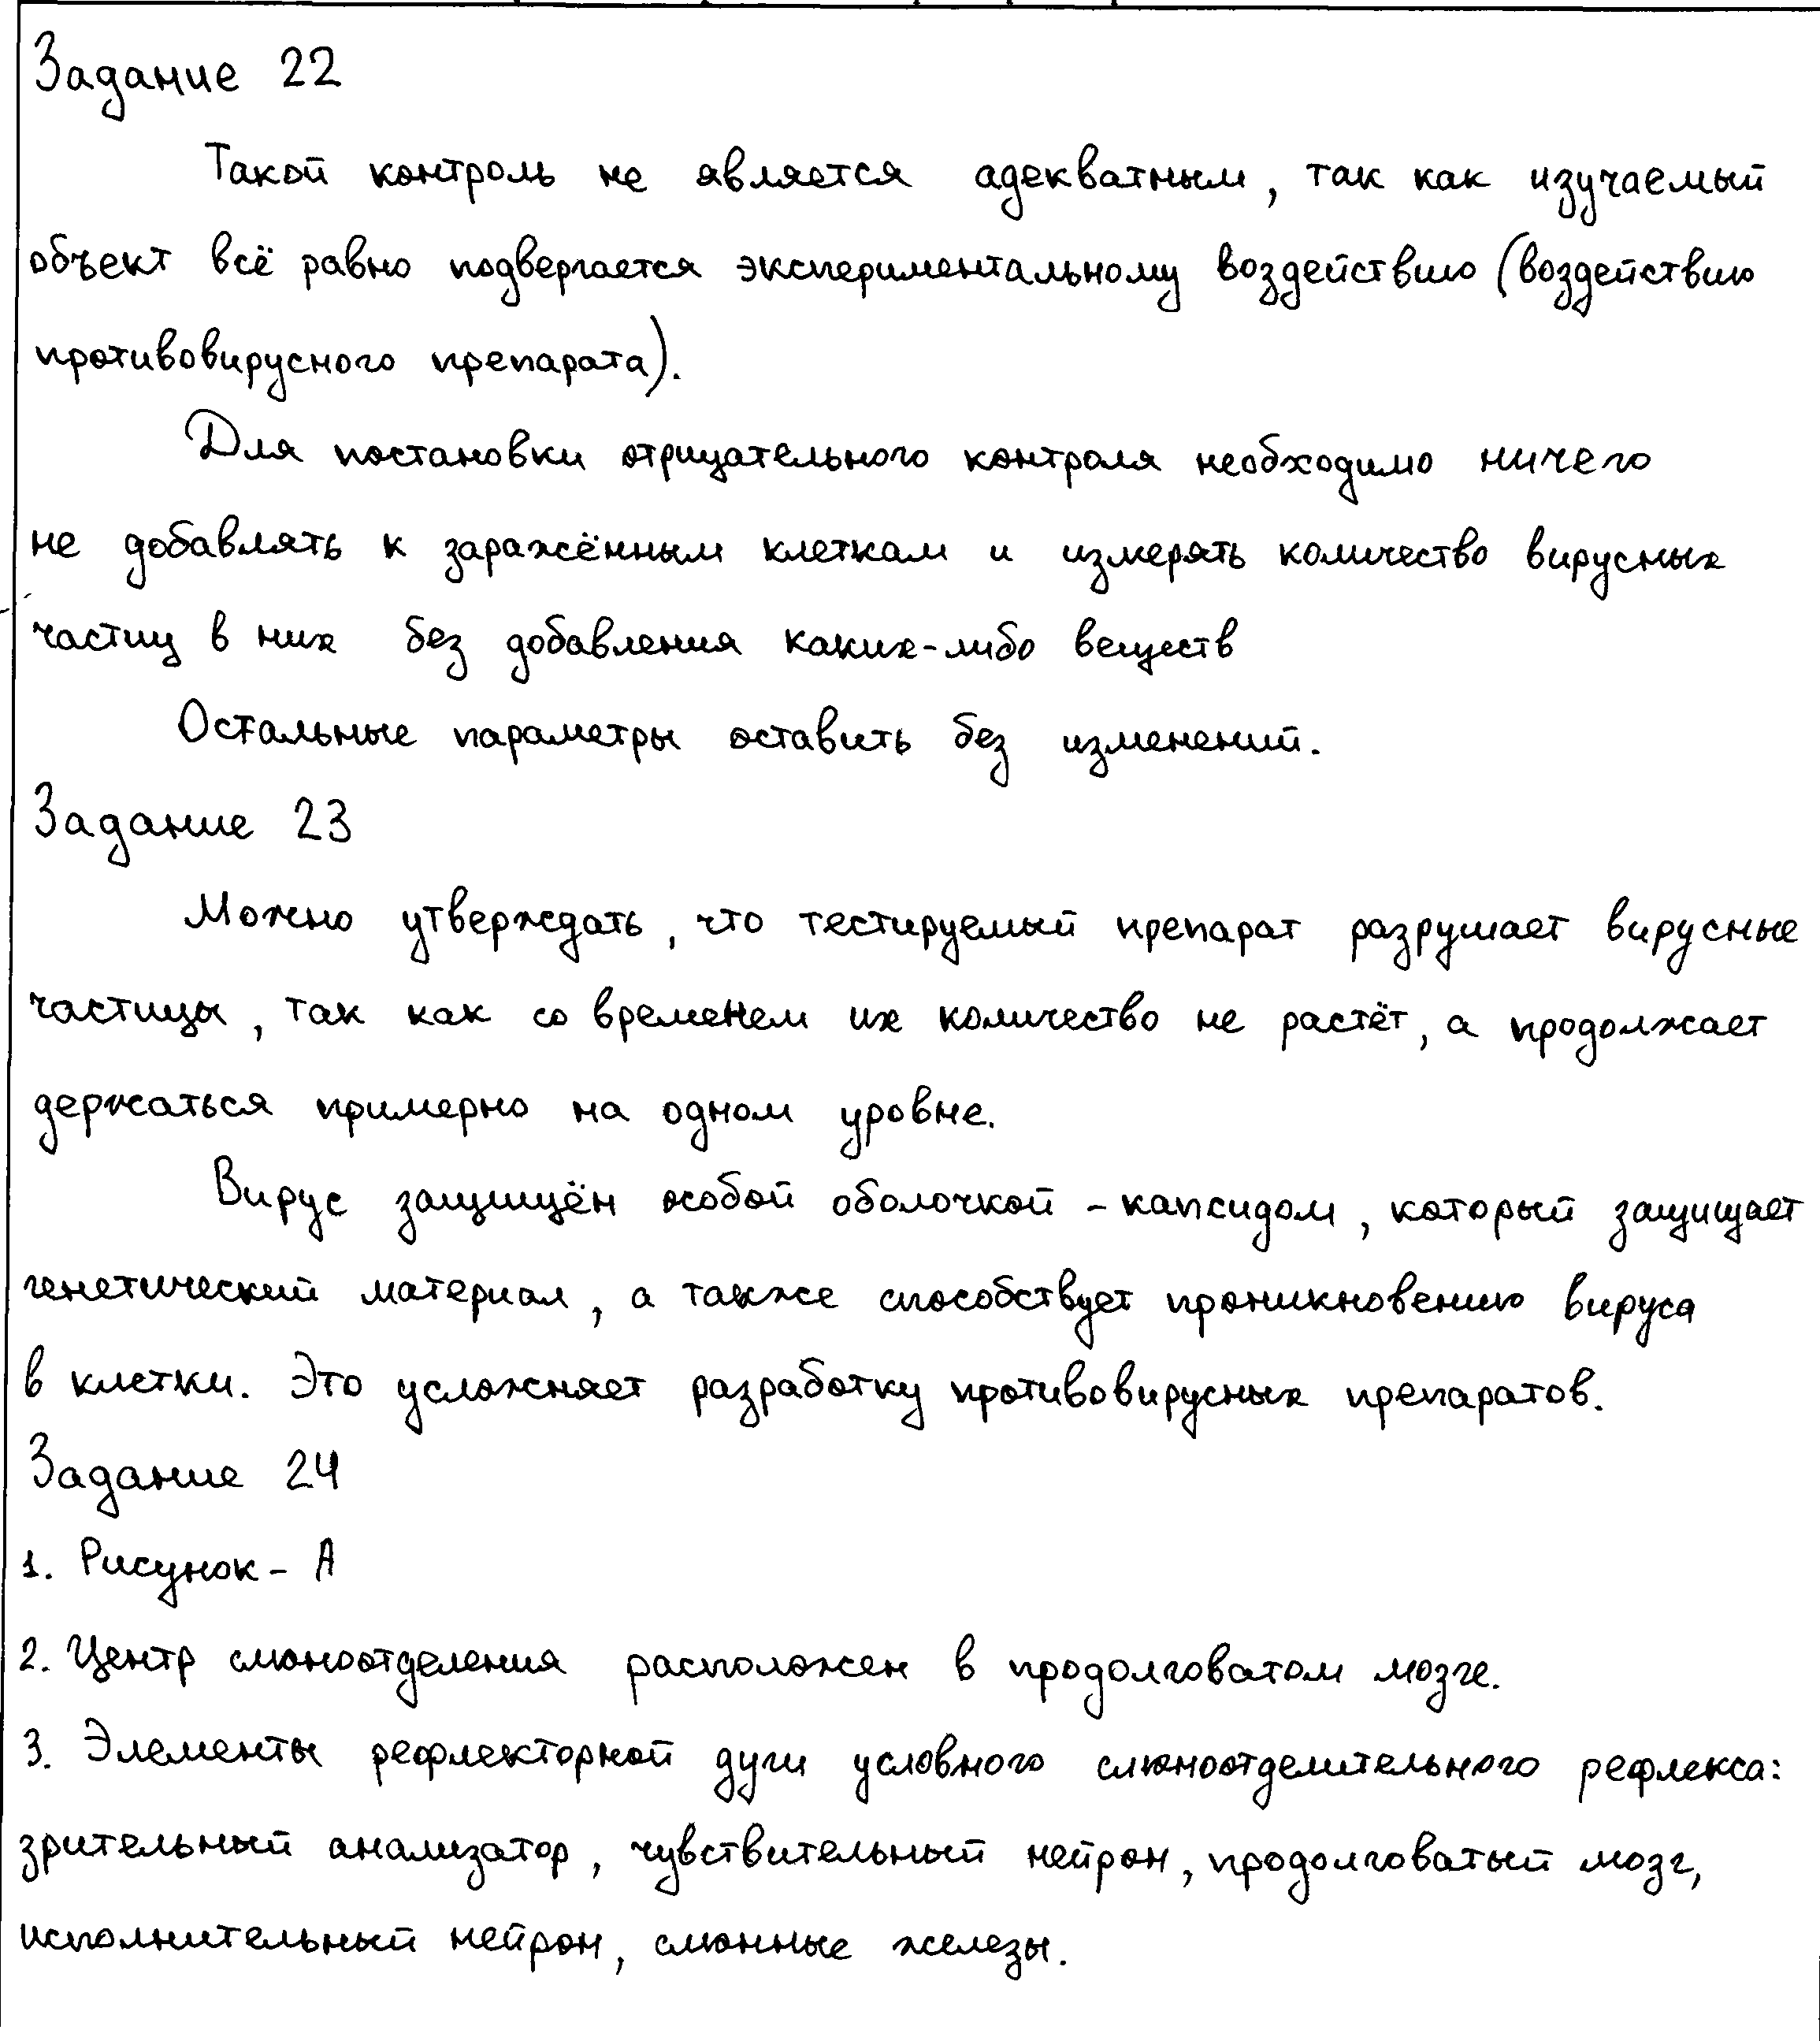 Задание 22
Такой контроль не является адекватным, так как изучаемый
объект всё равно подвергается экспериментальному воздействию (воздействию
противовирусного препарата).
Для постановки отрицательного контроля необходимо ничего
не добавлять к заражённым клеткам и измерять количество вирусных
частиц в них без добавления каких-либо веществ
Остальные параметры оставить без изменений.
Задание 23
Можно утверждать, что тестируемый препарат разрушает вирусные
частицы, так как со временем их количество не растёт, а продолжает
держаться примерно на одном уровне.
Вирус защищён особой оболочкой - капсидом, который защищает
генетический материал, а также способствует проникновению вируса
в клетки. Это усложняет разработку противовирусных препаратов.
Задание 24
1. Рисунок - А
2. Центр слюноотделения расположен в продолговатом мозге.
3. Элементы рефлекторной дуги условного слюноотделительного рефлекса:
зрительный анализатор, чувствительный нейрон, продолговатый мозг,
исполнительный нейрон, слюнные железы.